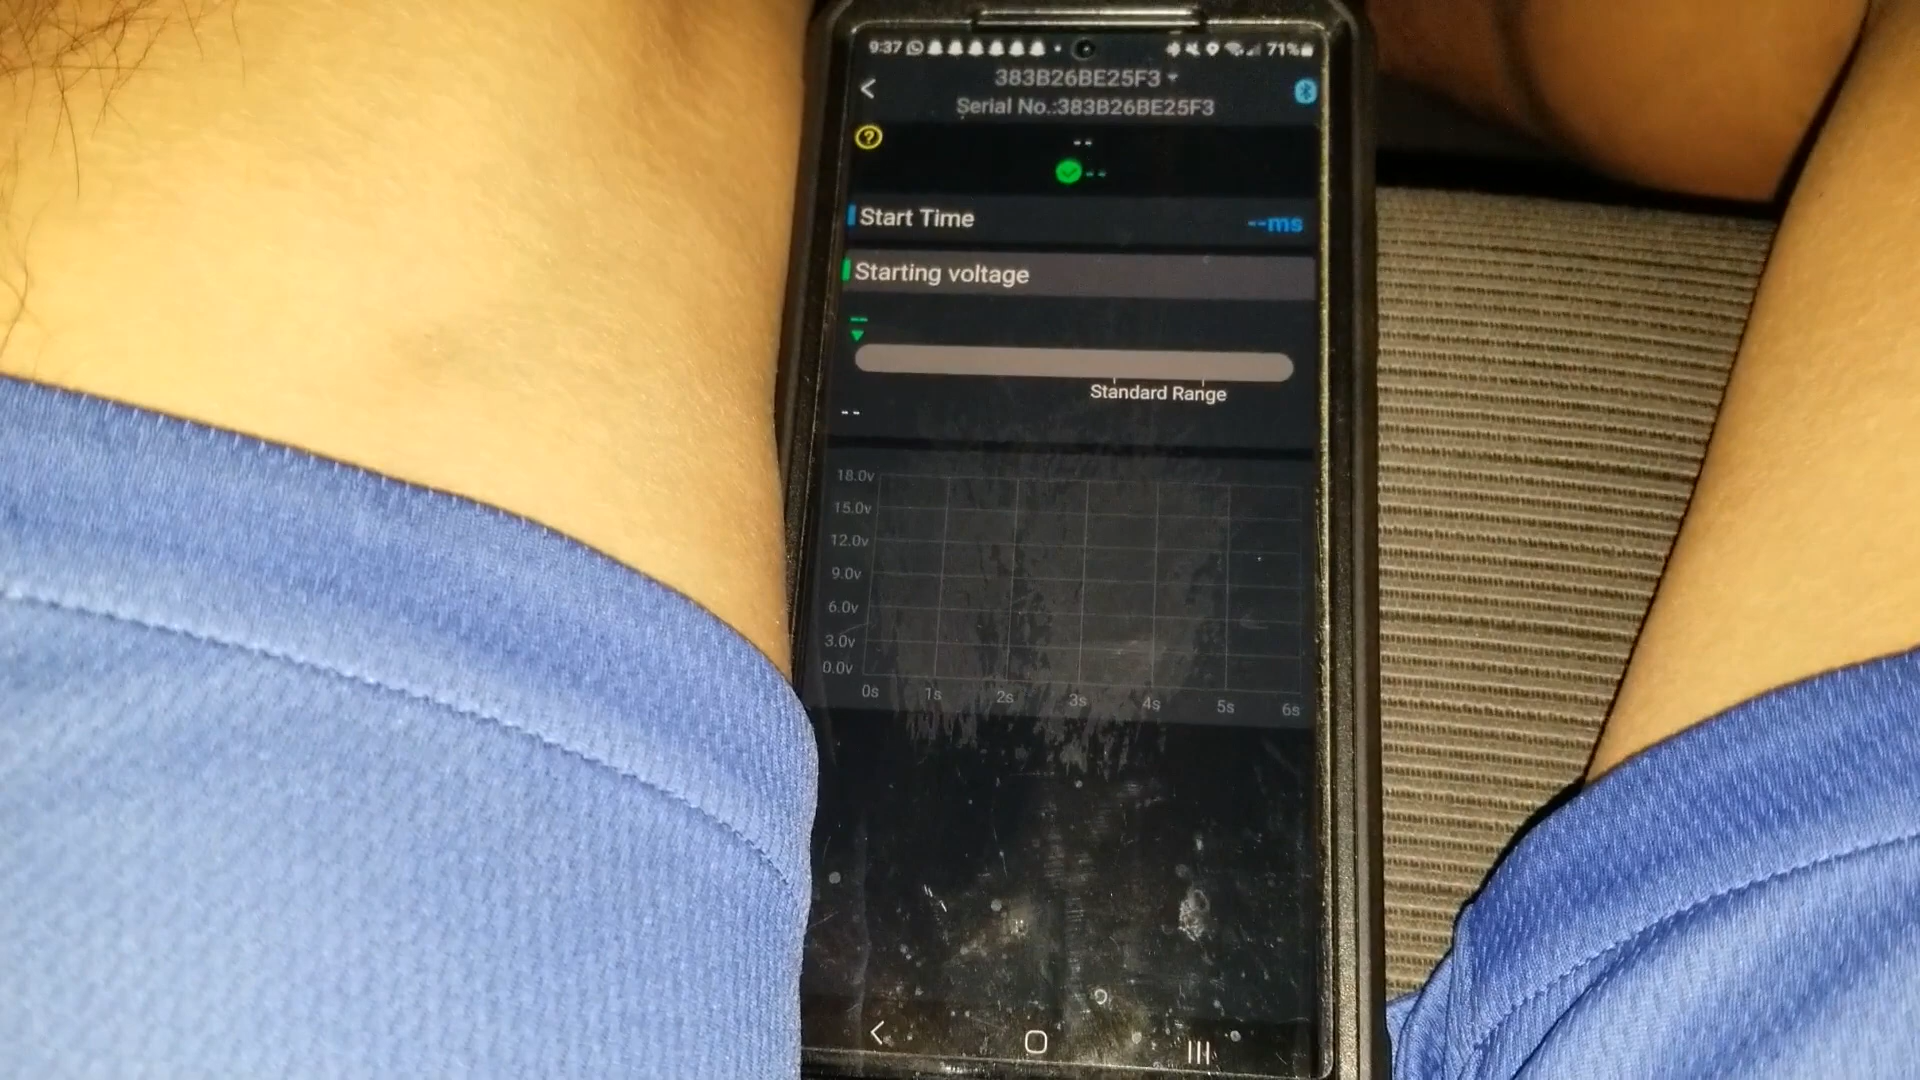 9:37 71%
383B26BE25F3
Serial No.:383B26BE25F3
?
--
--
Start Time --ms
Starting voltage
--
Standard Range
--
18.0v
15.0v
12.0v
9.0v
6.0v
3.0v
0.0v
0s 1s 2s 3s 4s 5s 6s